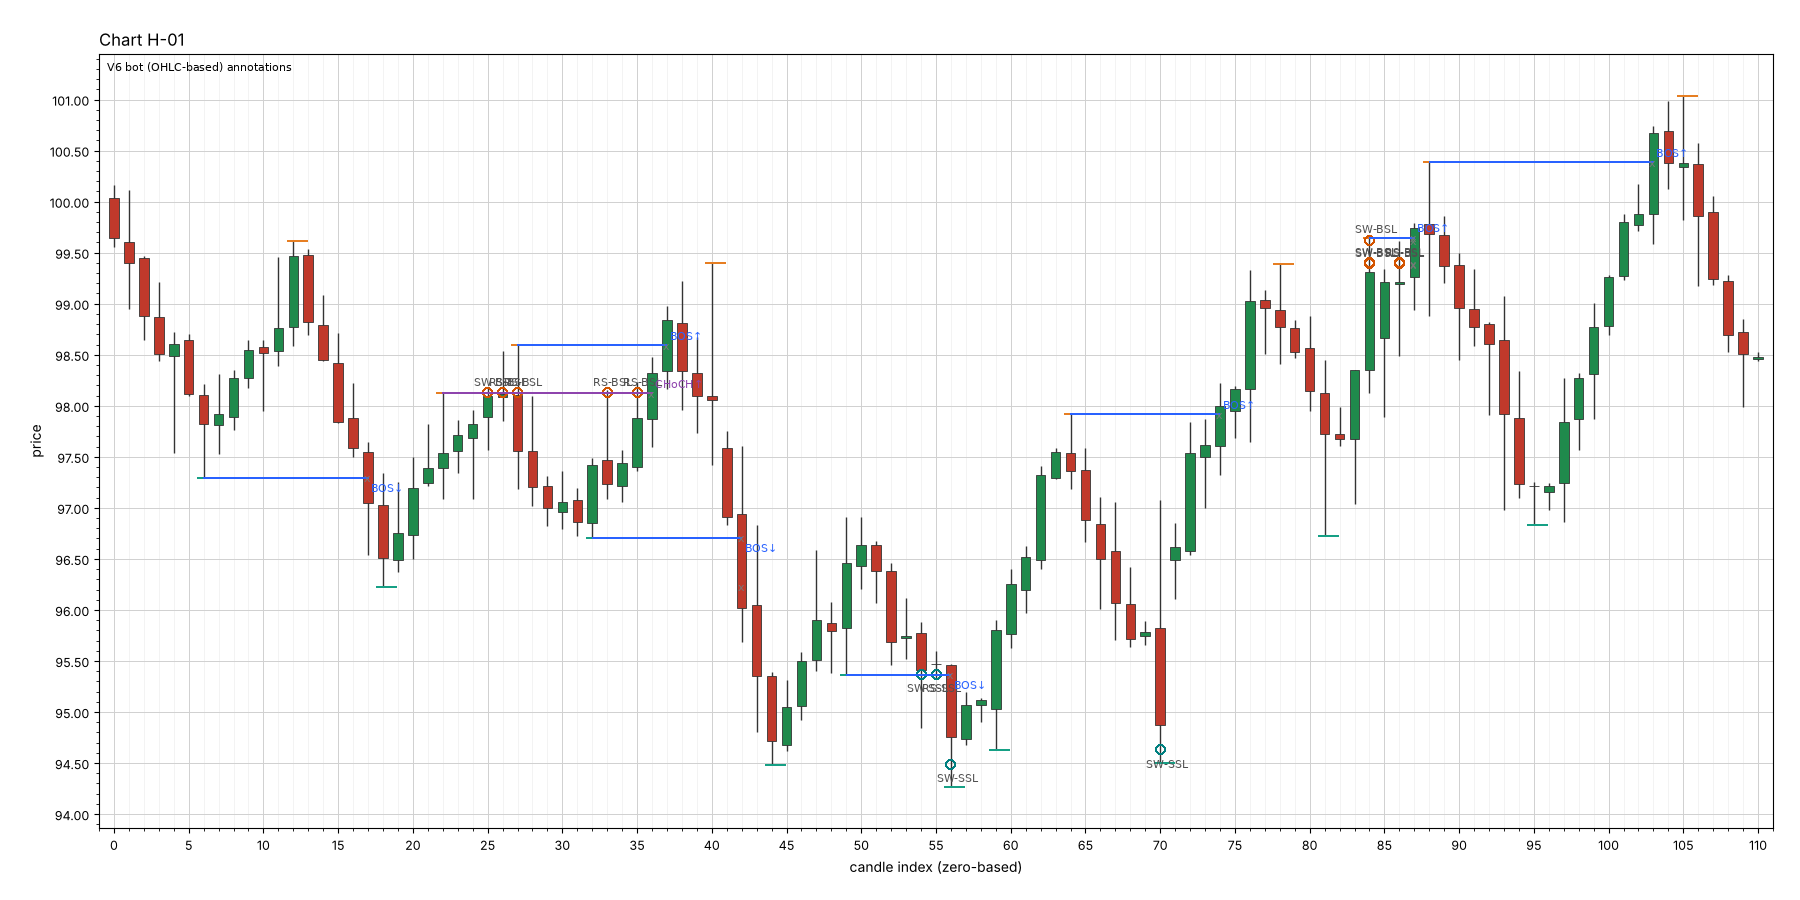 Chart H-01
V6 bot (OHLC-based) annotations
101.00
100.50
100.00
99.50
99.00
98.50
98.00
97.50
97.00
96.50
96.00
95.50
95.00
94.50
94.00
price
BOS↑
SW-BSL
BOS↑
BOS↑
RS-BSL
CHoCH↑
BOS↑
BOS↓
BOS↓
BOS↓
SW-SSL
SW-SSL
0 5 10 15 20 25 30 35 40 45 50 55 60 65 70 75 80 85 90 95 100 105 110
candle index (zero-based)